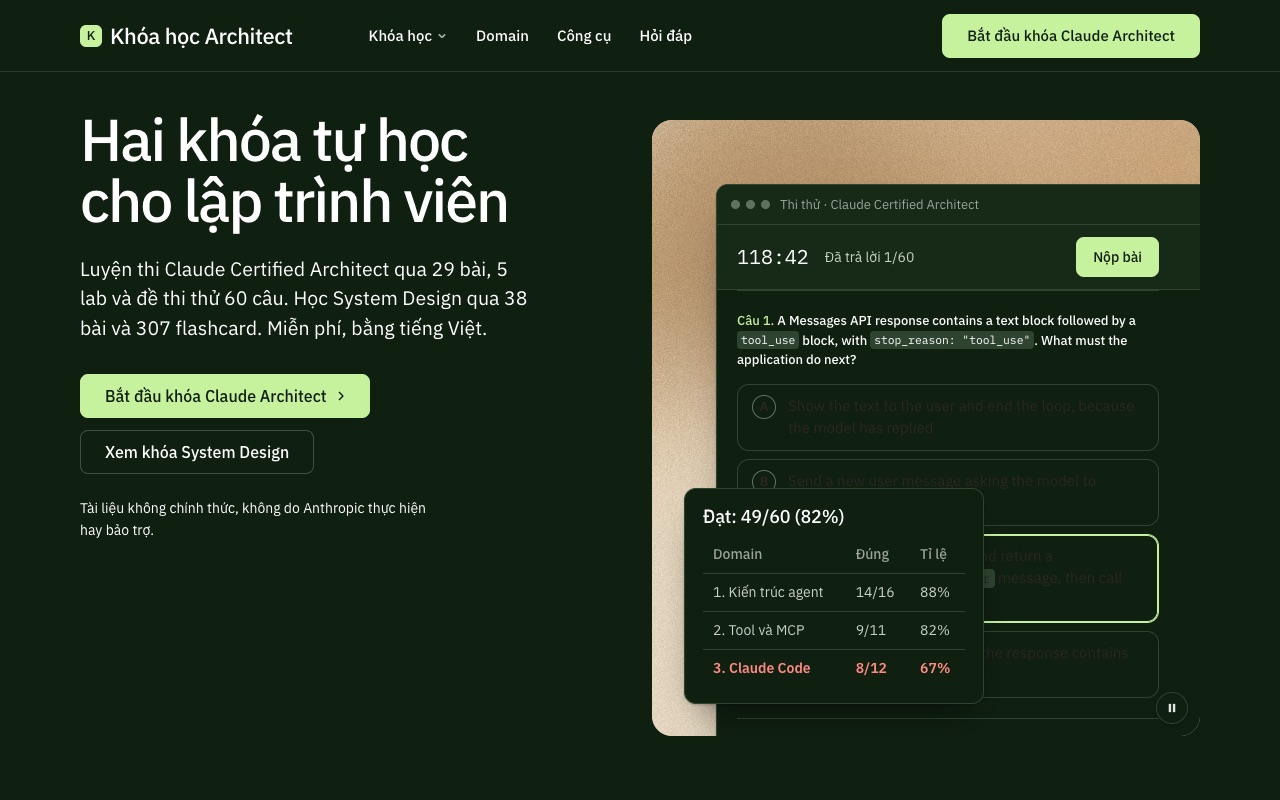 K Khóa học Architect
Khóa học
Domain
Công cụ
Hỏi đáp
Bắt đầu khóa Claude Architect
Hai khóa tự học
cho lập trình viên
Luyện thi Claude Certified Architect qua 29 bài, 5
lab và đề thi thử 60 câu. Học System Design qua 38
bài và 307 flashcard. Miễn phí, bằng tiếng Việt.
Bắt đầu khóa Claude Architect
Xem khóa System Design
Tài liệu không chính thức, không do Anthropic thực hiện
hay bảo trợ.
Thi thử · Claude Certified Architect
118:42
Đã trả lời 1/60
Nộp bài
Câu 1. A Messages API response contains a text block followed by a
tool_use block, with stop_reason: "tool_use". What must the
application do next?
A
Show the text to the user and end the loop, because
the model has replied
B
Send a new user message asking the model to
nd return a
message, then call
he response contains
Đạt: 49/60 (82%)
Domain Đúng Tỉ lệ
1. Kiến trúc agent 14/16 88%
2. Tool và MCP 9/11 82%
3. Claude Code 8/12 67%